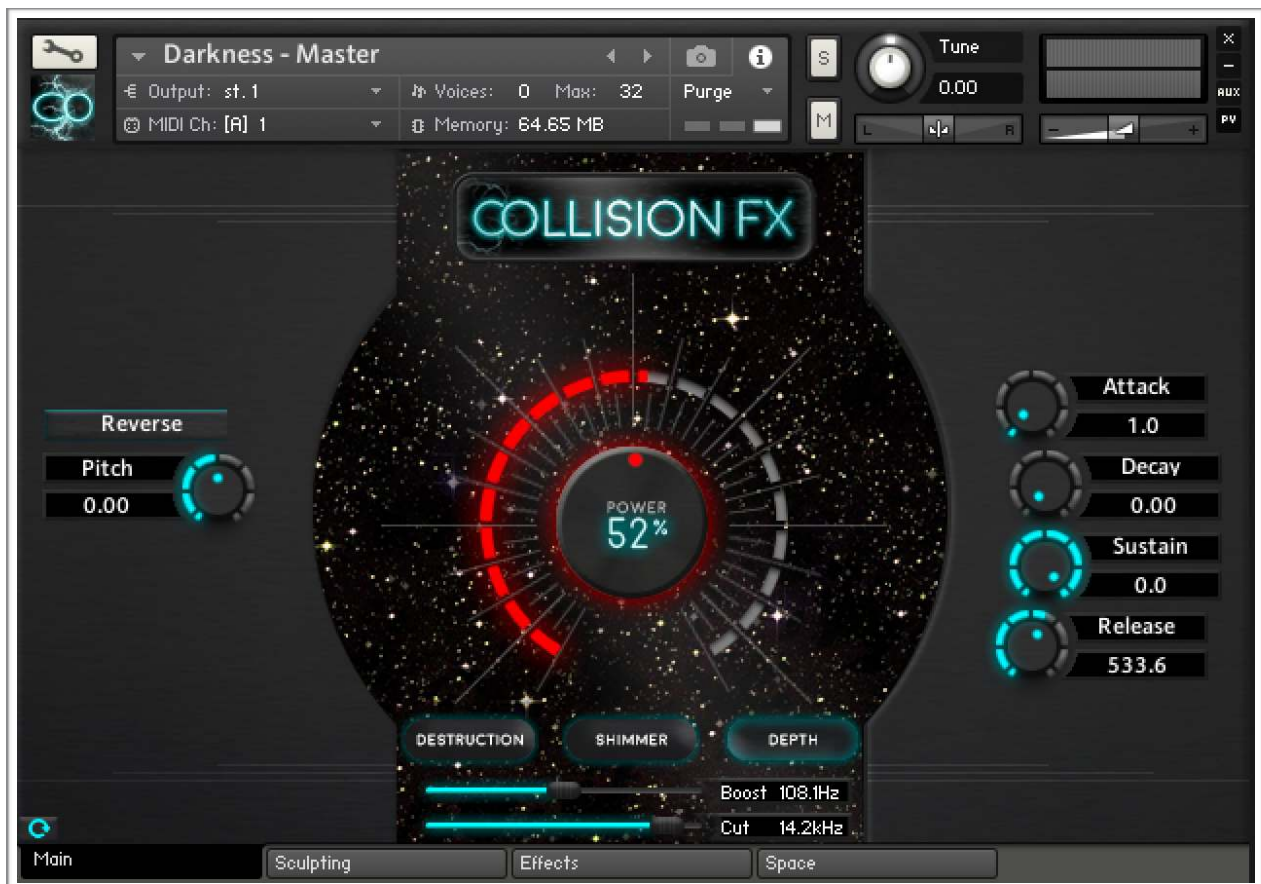 Darkness - Master
i
S
Tune
X
Output: st.1
Voices: 0 Max: 32
Purge
0.00
AUX
MIDI Ch: [A] 1
Memory: 64.65 MB
M
L R
- +
PV
COLLISION FX
Reverse
Pitch
0.00
POWER
52%
Attack
1.0
Decay
0.00
Sustain
0.0
Release
533.6
DESTRUCTION SHIMMER DEPTH
Boost 108.1Hz
Cut 14.2kHz
Main Sculpting Effects Space